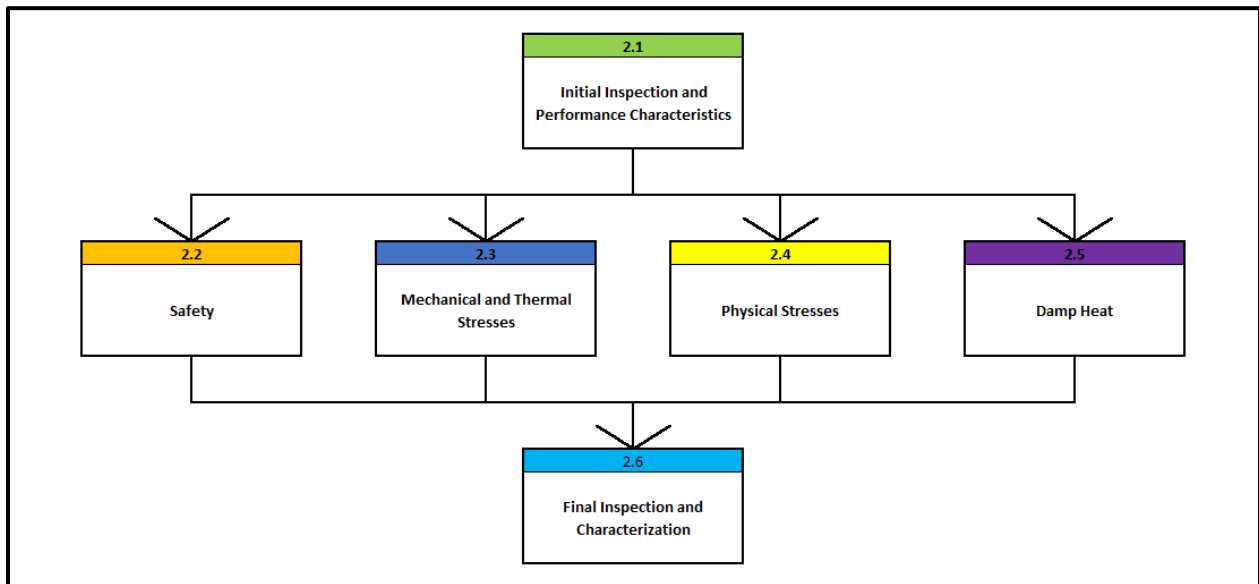 2.1
Initial Inspection and
Performance Characteristics
2.2
Safety
2.3
Mechanical and Thermal
Stresses
2.4
Physical Stresses
2.5
Damp Heat
2.6
Final Inspection and
Characterization